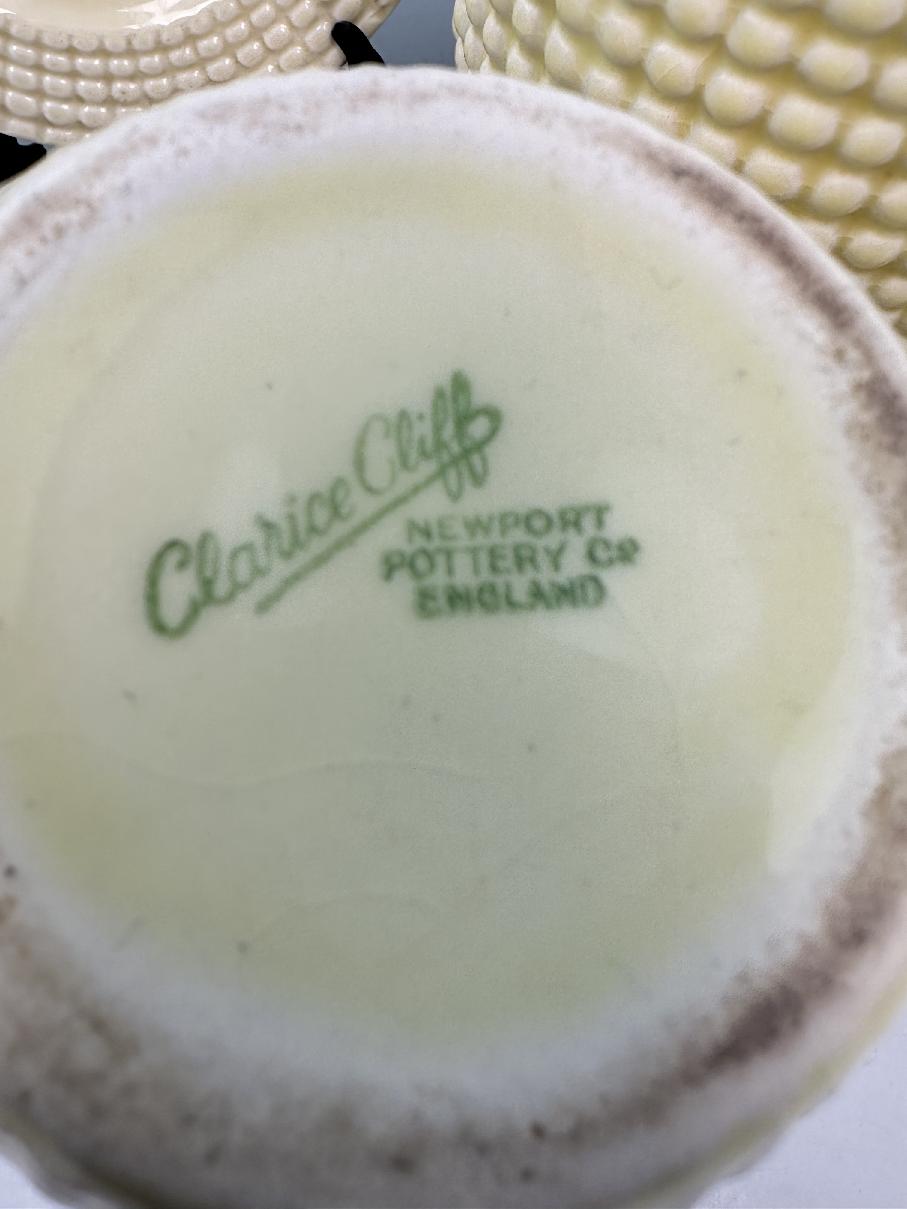 Clarice Cliff
NEWPORT
POTTERY Co
ENGLAND